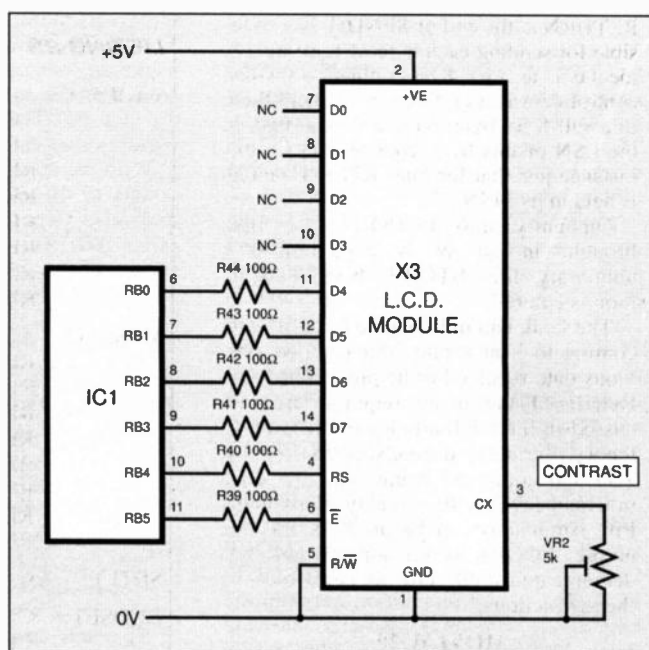 +5V
2
+VE
NC 7 D0
NC 8 D1
NC 9 D2
NC 10 D3
X3
L.C.D.
MODULE
IC1
RB0 6 R44 100Ω 11 D4
RB1 7 R43 100Ω 12 D5
RB2 8 R42 100Ω 13 D6
RB3 9 R41 100Ω 14 D7
RB4 10 R40 100Ω 4 RS
RB5 11 R39 100Ω 6 E̅
CONTRAST
CX 3
VR2
5k
5 R/W̅
GND
1
0V